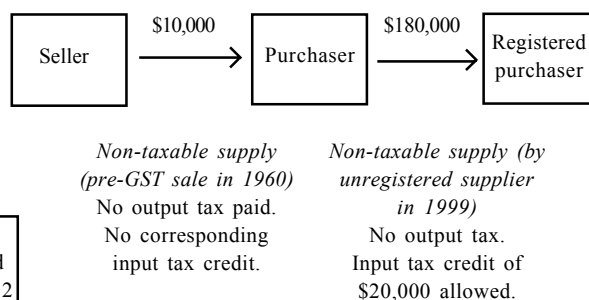 $10,000
$180,000
Seller
Purchaser
Registered
purchaser
Non-taxable supply
(pre-GST sale in 1960)
No output tax paid.
No corresponding
input tax credit.
Non-taxable supply (by
unregistered supplier
in 1999)
No output tax.
Input tax credit of
$20,000 allowed.
2